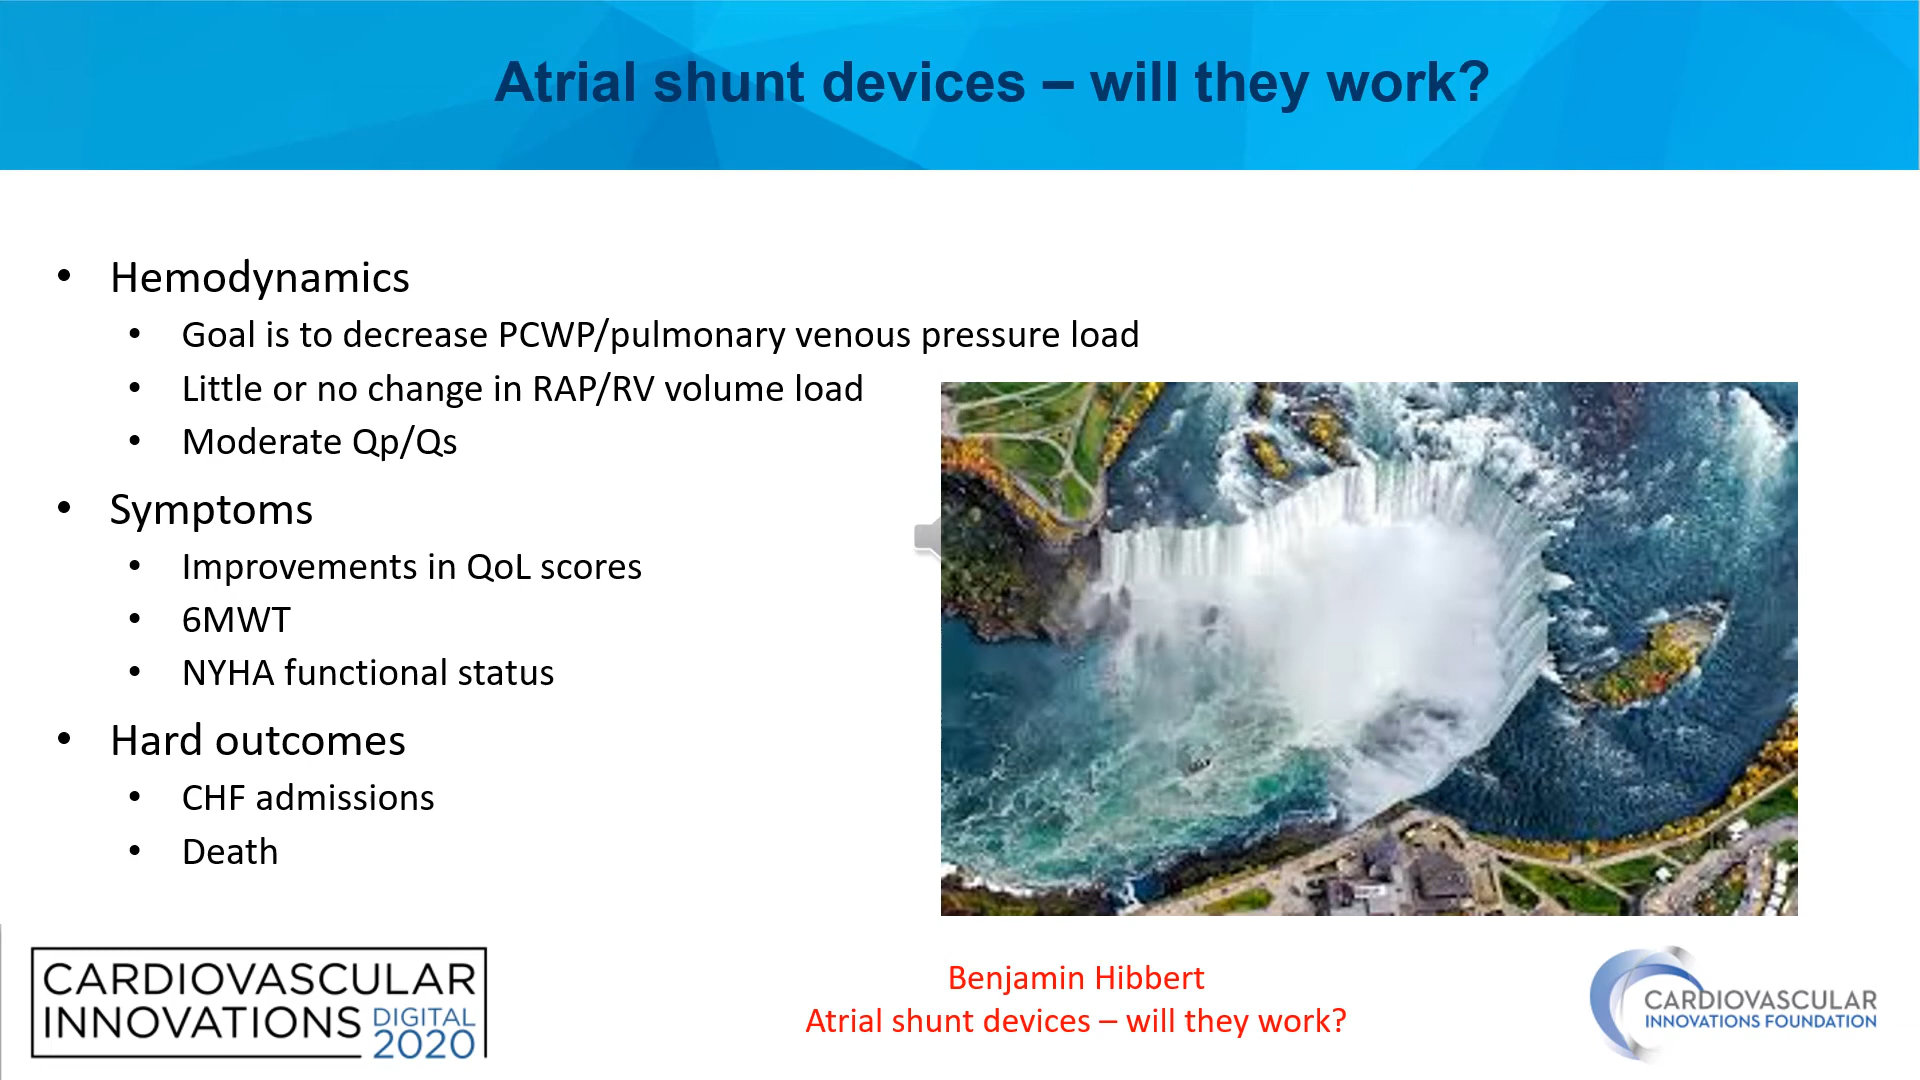 Atrial shunt devices – will they work?
• Hemodynamics
• Goal is to decrease PCWP/pulmonary venous pressure load
• Little or no change in RAP/RV volume load
• Moderate Qp/Qs
• Symptoms
• Improvements in QoL scores
• 6MWT
• NYHA functional status
• Hard outcomes
• CHF admissions
• Death
CARDIOVASCULAR
INNOVATIONS DIGITAL
2020
Benjamin Hibbert
Atrial shunt devices – will they work?
CARDIOVASCULAR
INNOVATIONS FOUNDATION